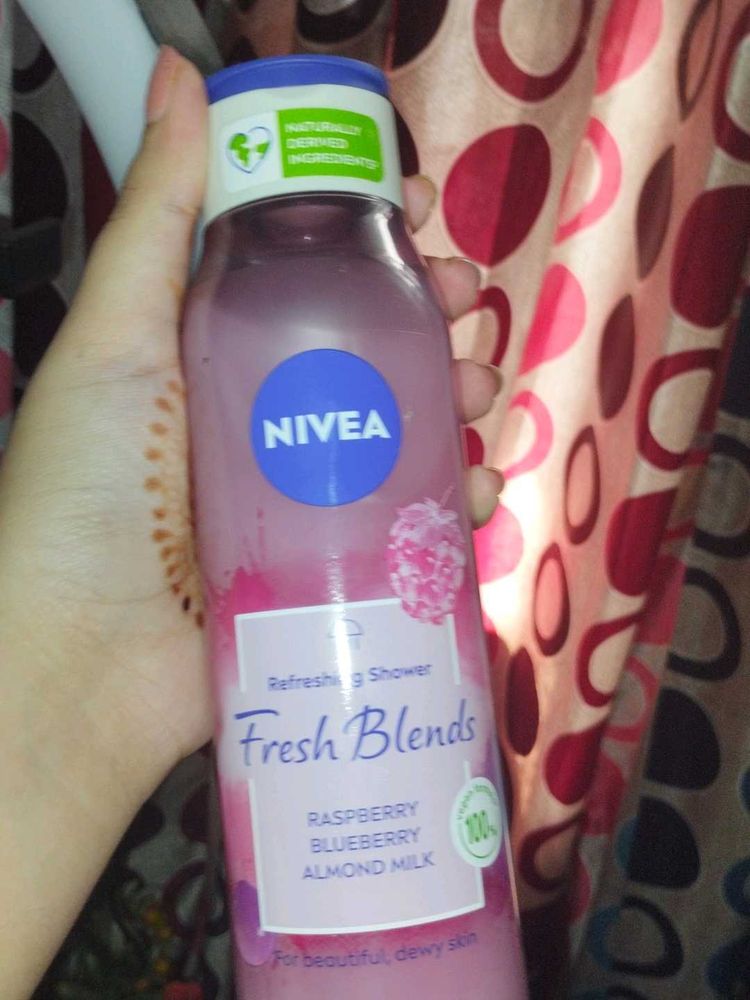 NATURALLY
DERIVED
INGREDIENTS*
NIVEA
Refreshing Shower
Fresh Blends
RASPBERRY
BLUEBERRY
ALMOND MILK
100%
For beautiful, dewy skin